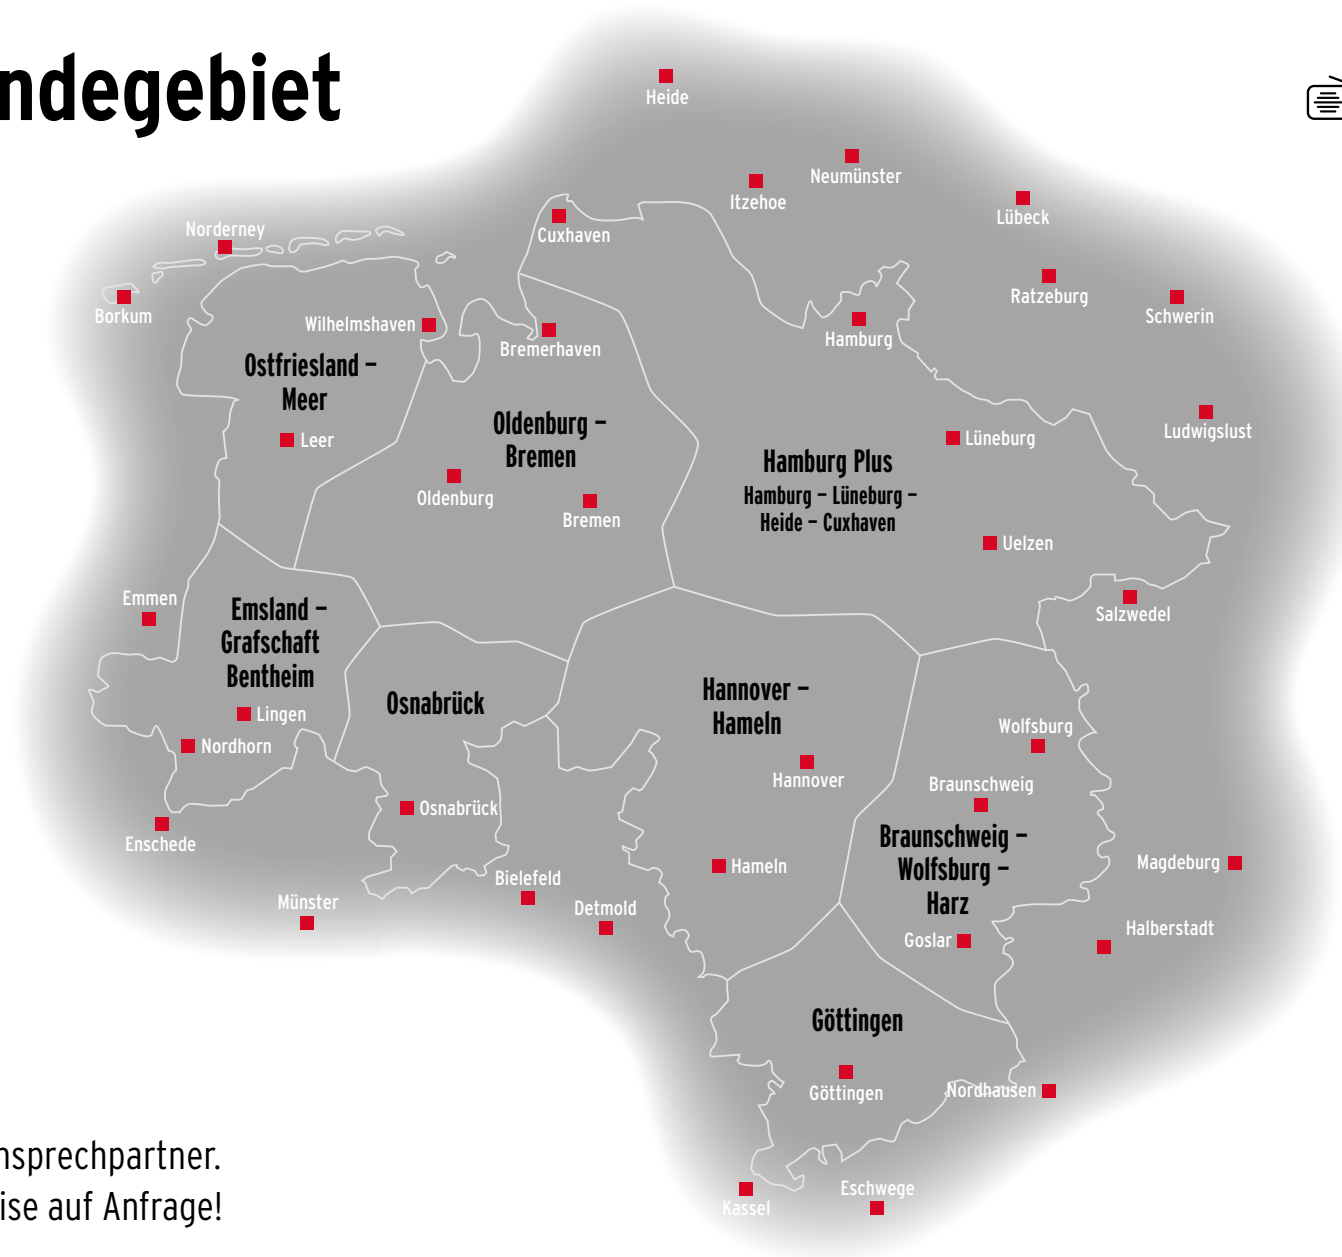 ndegebiet
Heide
Neumünster
Itzehoe
Lübeck
Norderney
Cuxhaven
Ratzeburg
Borkum
Schwerin
Wilhelmshaven
Bremerhaven
Hamburg
Ostfriesland –
Meer
Oldenburg –
Bremen
Ludwigslust
Leer
Lüneburg
Hamburg Plus
Hamburg – Lüneburg –
Heide – Cuxhaven
Oldenburg
Bremen
Uelzen
Emmen
Salzwedel
Emsland –
Grafschaft
Bentheim
Osnabrück
Hannover –
Hameln
Lingen
Nordhorn
Wolfsburg
Hannover
Braunschweig
Osnabrück
Enschede
Braunschweig –
Wolfsburg –
Harz
Hameln
Magdeburg
Bielefeld
Münster
Detmold
Halberstadt
Goslar
Göttingen
Göttingen
Nordhausen
nsprechpartner.
ise auf Anfrage!
Eschwege
Kassel